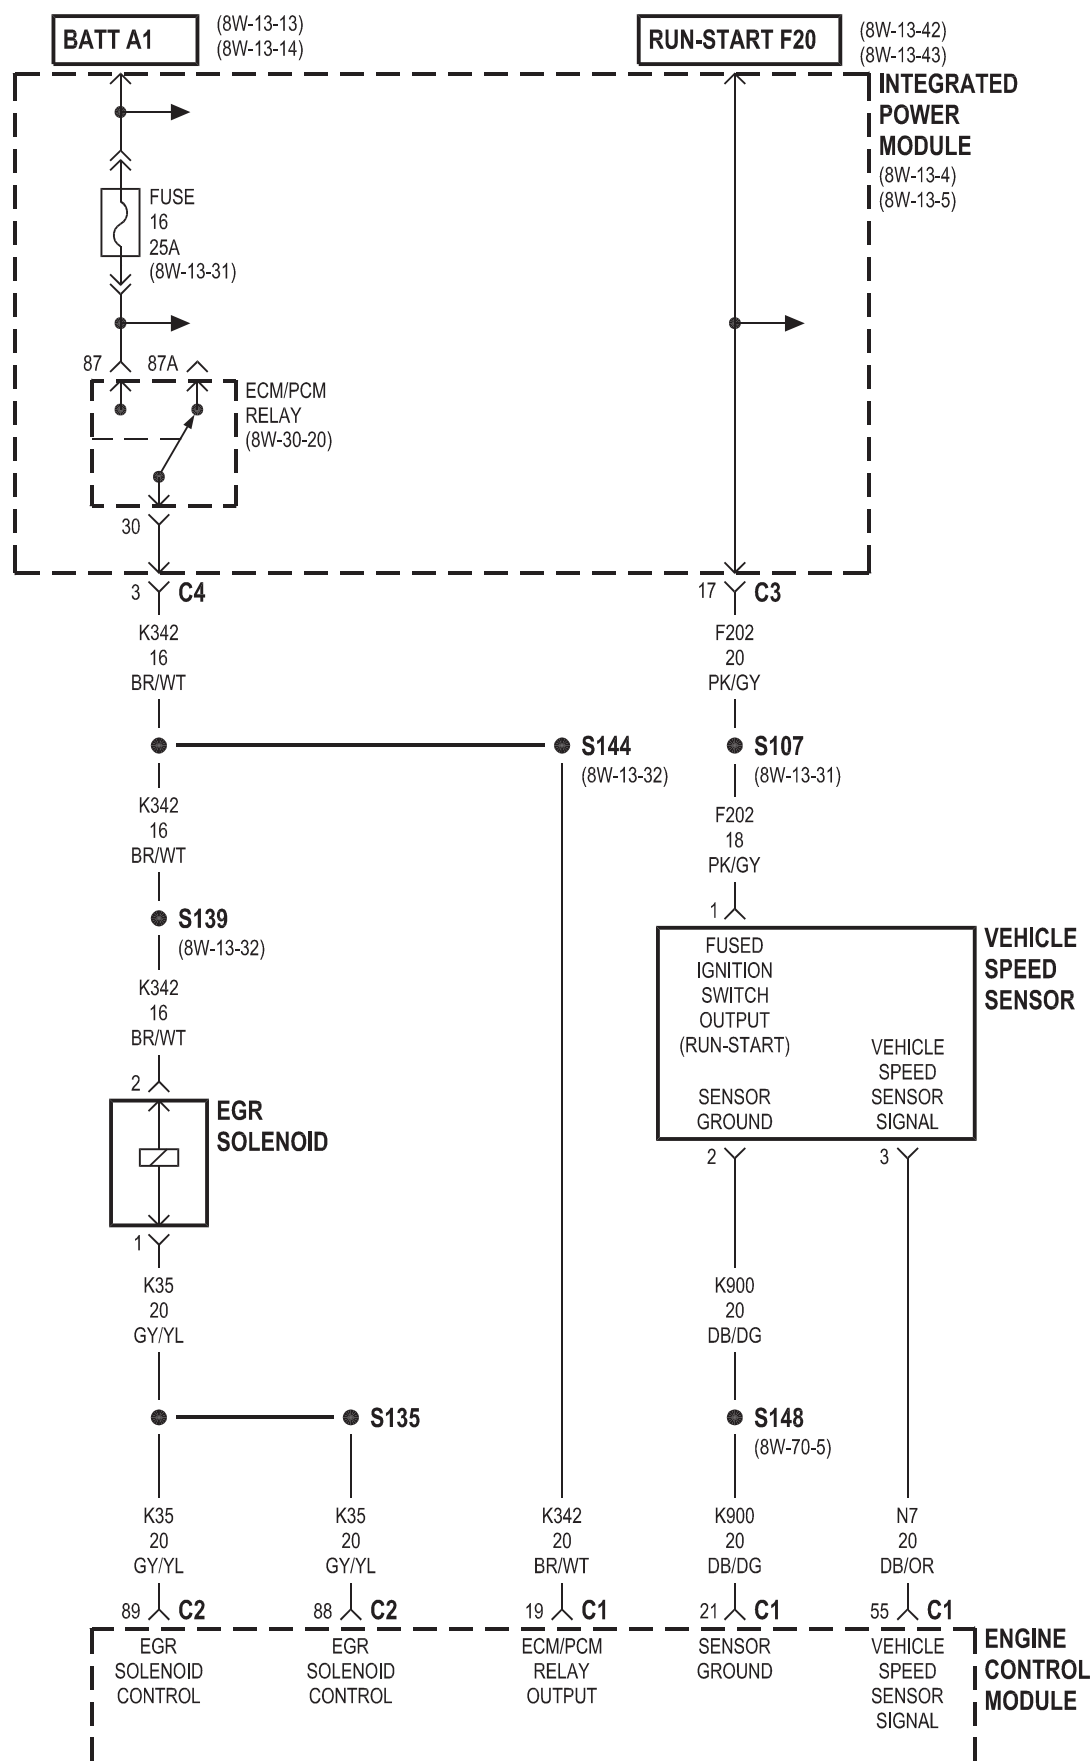 BATT A1
(8W-13-13)
(8W-13-14)
RUN-START F20
(8W-13-42)
(8W-13-43)
INTEGRATED
POWER
MODULE
(8W-13-4)
(8W-13-5)
FUSE
16
25A
(8W-13-31)
87
87A
ECM/PCM
RELAY
(8W-30-20)
30
3
C4
17
C3
K342
16
BR/WT
F202
20
PK/GY
S144
(8W-13-32)
S107
(8W-13-31)
K342
16
BR/WT
F202
18
PK/GY
S139
(8W-13-32)
1
FUSED
IGNITION
SWITCH
OUTPUT
(RUN-START)
VEHICLE
SPEED
SENSOR
K342
16
BR/WT
SENSOR
GROUND
VEHICLE
SPEED
SENSOR
SIGNAL
2
EGR
SOLENOID
2
3
1
K35
20
GY/YL
K900
20
DB/DG
S135
S148
(8W-70-5)
K35
20
GY/YL
K35
20
GY/YL
K342
20
BR/WT
K900
20
DB/DG
N7
20
DB/OR
89
C2
88
C2
19
C1
21
C1
55
C1
EGR
SOLENOID
CONTROL
EGR
SOLENOID
CONTROL
ECM/PCM
RELAY
OUTPUT
SENSOR
GROUND
VEHICLE
SPEED
SENSOR
SIGNAL
ENGINE
CONTROL
MODULE